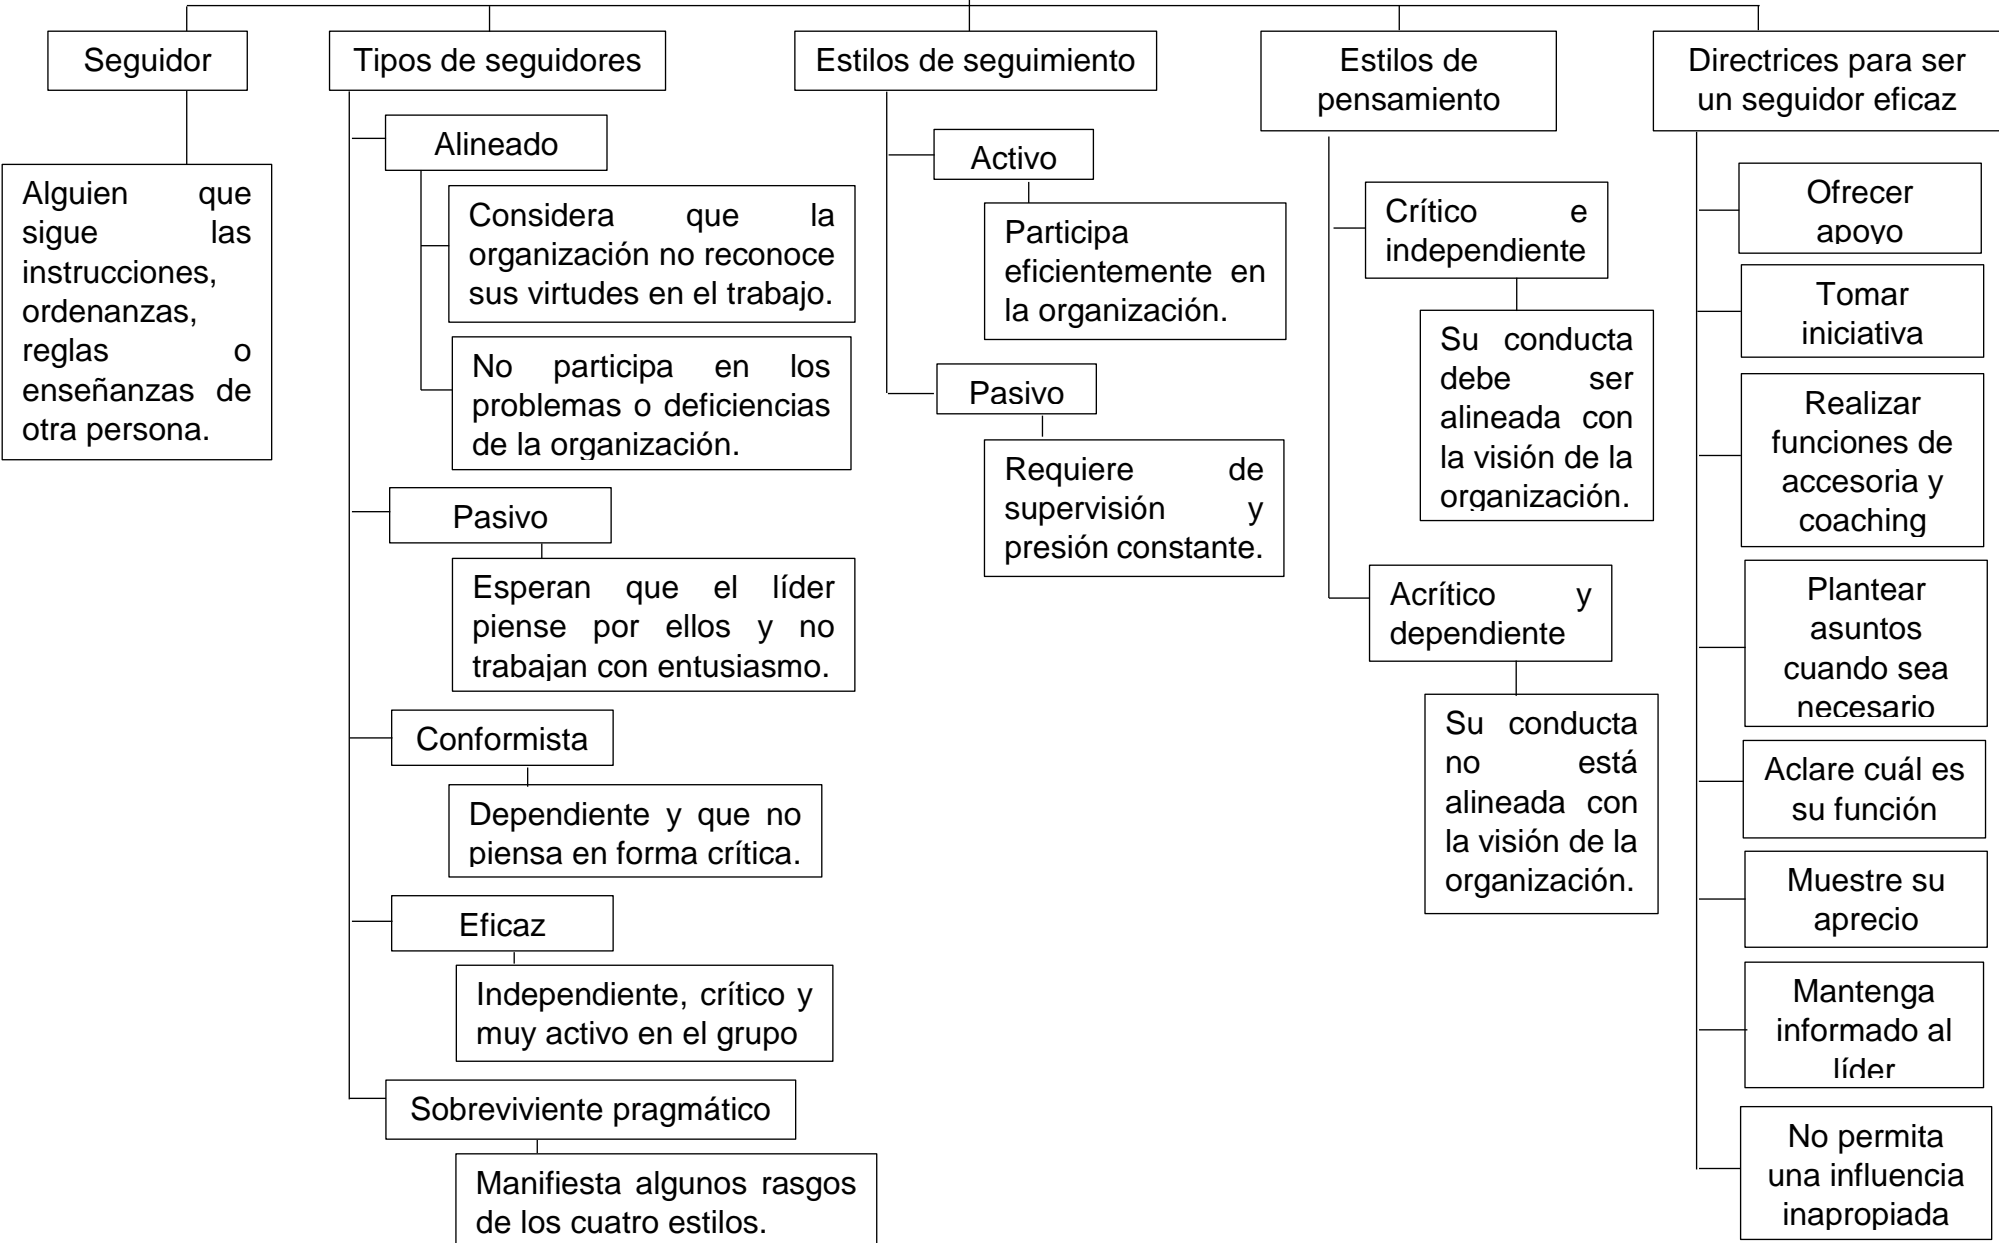 Seguidor
Alguien que
sigue las
instrucciones,
ordenanzas,
reglas o
enseñanzas de
otra persona.
Tipos de seguidores
Alineado
Considera que la
organización no reconoce
sus virtudes en el trabajo.
No participa en los
problemas o deficiencias
de la organización.
Pasivo
Esperan que el líder
piense por ellos y no
trabajan con entusiasmo.
Conformista
Dependiente y que no
piensa en forma crítica.
Eficaz
Independiente, crítico y
muy activo en el grupo
Sobreviviente pragmático
Manifiesta algunos rasgos
de los cuatro estilos.
Estilos de seguimiento
Activo
Participa
eficientemente en
la organización.
Pasivo
Requiere de
supervisión y
presión constante.
Estilos de
pensamiento
Crítico e
independiente
Su conducta
debe ser
alineada con
la visión de la
organización.
Acrítico y
dependiente
Su conducta
no está
alineada con
la visión de la
organización.
Directrices para ser
un seguidor eficaz
Ofrecer
apoyo
Tomar
iniciativa
Realizar
funciones de
accesoria y
coaching
Plantear
asuntos
cuando sea
necesario
Aclare cuál es
su función
Muestre su
aprecio
Mantenga
informado al
líder
No permita
una influencia
inapropiada